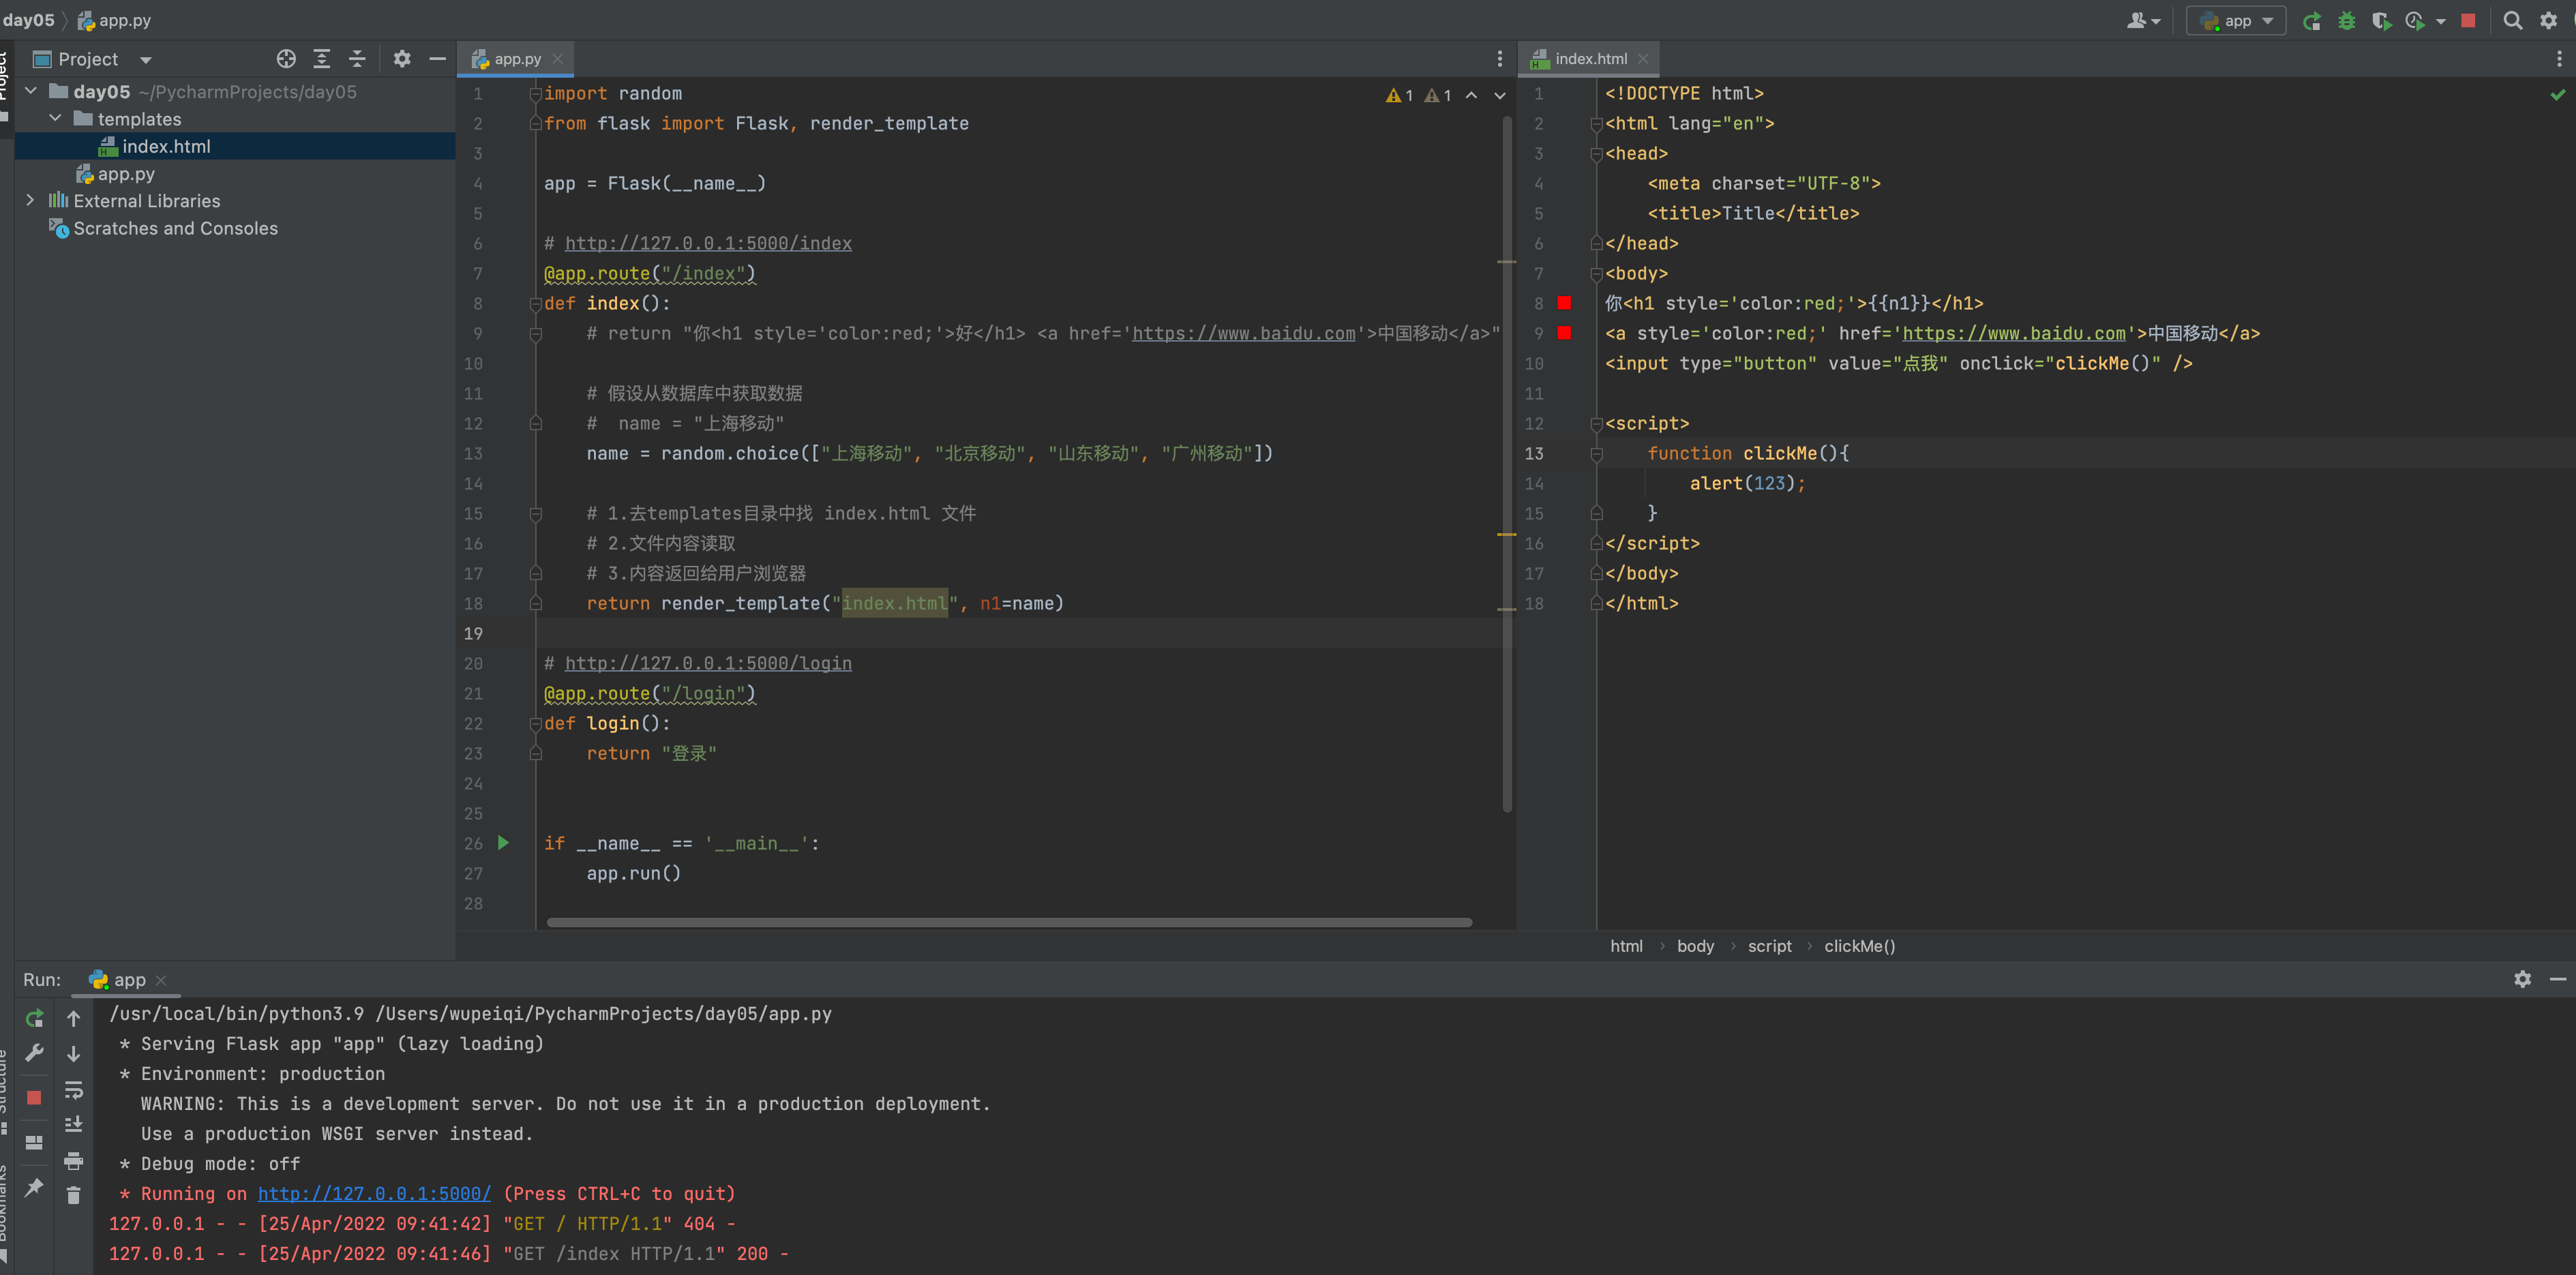 day05 app.py
app
Project
day05 ~/PycharmProjects/day05
templates
index.html
app.py
External Libraries
Scratches and Consoles
app.py
1 1
1 import random
2 from flask import Flask, render_template
3
4 app = Flask(__name__)
5
6 # http://127.0.0.1:5000/index
7 @app.route("/index")
8 def index():
9 # return "你<h1 style='color:red;'>好</h1> <a href='https://www.baidu.com'>中国移动</a>"
10
11 # 假设从数据库中获取数据
12 #  name = "上海移动"
13 name = random.choice(["上海移动", "北京移动", "山东移动", "广州移动"])
14
15 # 1.去templates目录中找 index.html 文件
16 # 2.文件内容读取
17 # 3.内容返回给用户浏览器
18 return render_template("index.html", n1=name)
19
20 # http://127.0.0.1:5000/login
21 @app.route("/login")
22 def login():
23 return "登录"
24
25
26 if __name__ == '__main__':
27 app.run()
28
index.html
1 <!DOCTYPE html>
2 <html lang="en">
3 <head>
4 <meta charset="UTF-8">
5 <title>Title</title>
6 </head>
7 <body>
8 你<h1 style='color:red;'>{{n1}}</h1>
9 <a style='color:red;' href='https://www.baidu.com'>中国移动</a>
10 <input type="button" value="点我" onclick="clickMe()" />
11
12 <script>
13 function clickMe(){
14 alert(123);
15 }
16 </script>
17 </body>
18 </html>
html body script clickMe()
Run: app
/usr/local/bin/python3.9 /Users/wupeiqi/PycharmProjects/day05/app.py
* Serving Flask app "app" (lazy loading)
* Environment: production
WARNING: This is a development server. Do not use it in a production deployment.
Use a production WSGI server instead.
* Debug mode: off
* Running on http://127.0.0.1:5000/ (Press CTRL+C to quit)
127.0.0.1 - - [25/Apr/2022 09:41:42] "GET / HTTP/1.1" 404 -
127.0.0.1 - - [25/Apr/2022 09:41:46] "GET /index HTTP/1.1" 200 -